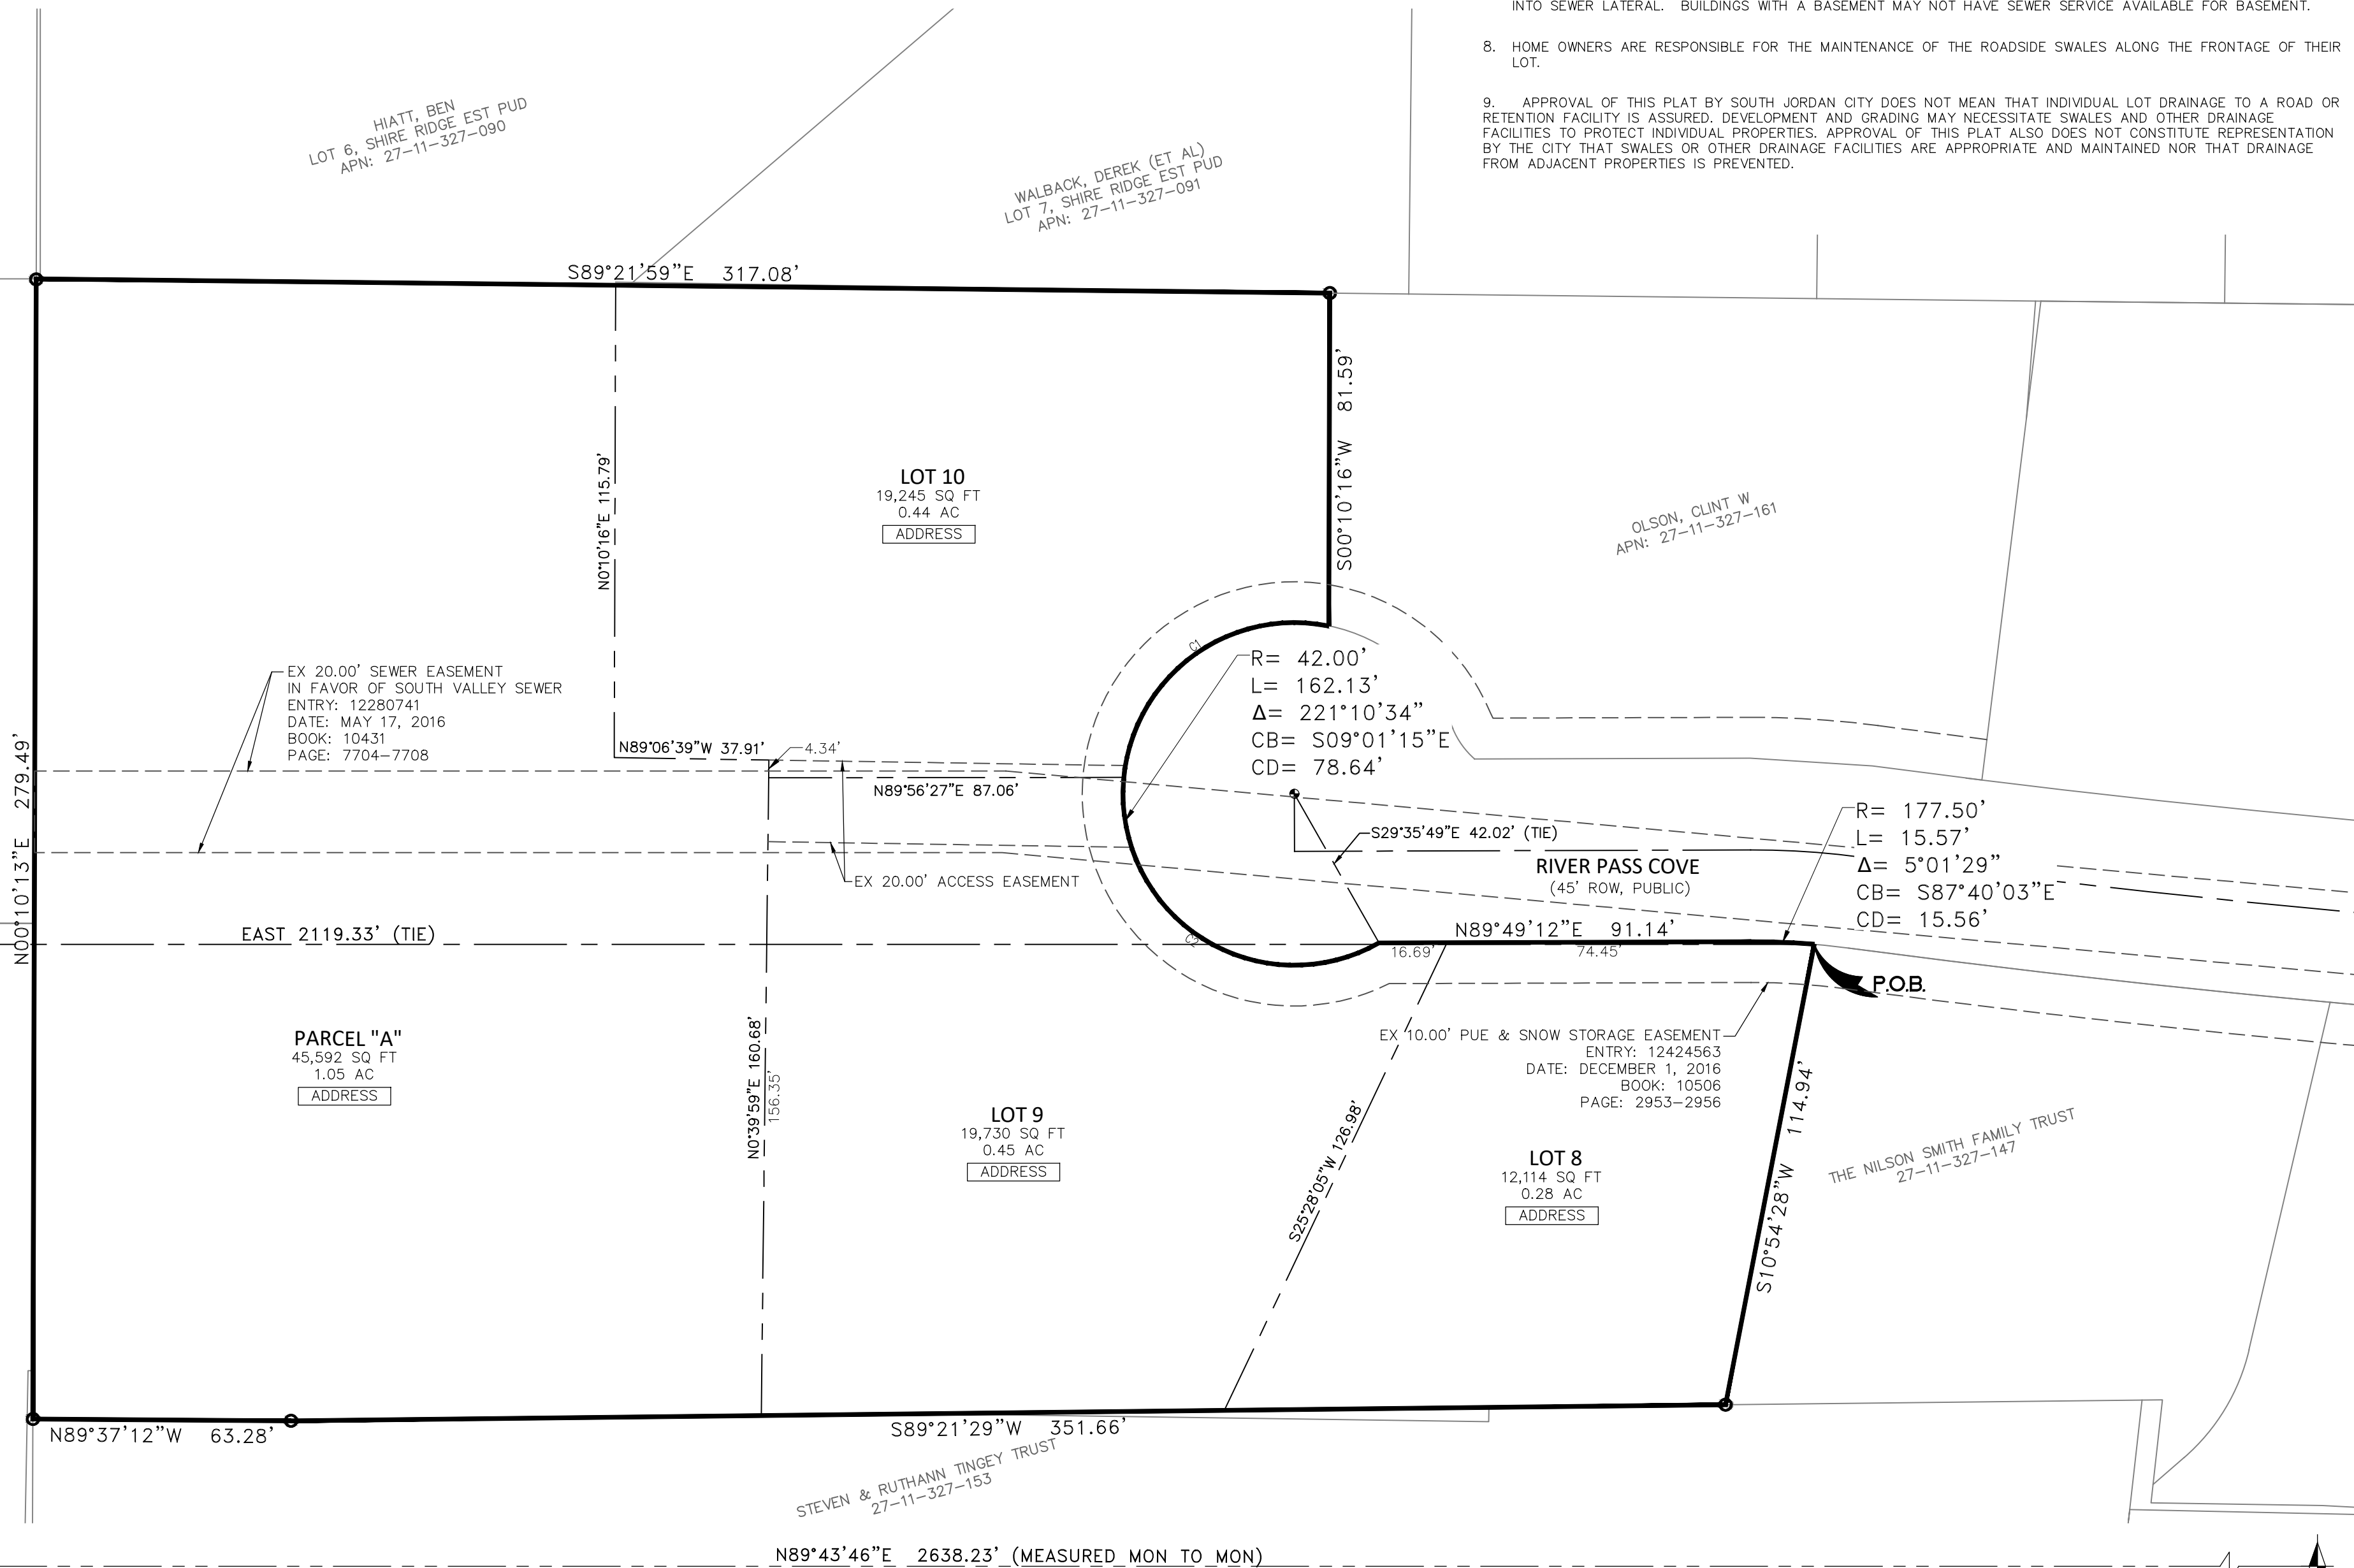 INTO SEWER LATERAL. BUILDINGS WITH A BASEMENT MAY NOT HAVE SEWER SERVICE AVAILABLE FOR BASEMENT.
8. HOME OWNERS ARE RESPONSIBLE FOR THE MAINTENANCE OF THE ROADSIDE SWALES ALONG THE FRONTAGE OF THEIR
LOT.
9. APPROVAL OF THIS PLAT BY SOUTH JORDAN CITY DOES NOT MEAN THAT INDIVIDUAL LOT DRAINAGE TO A ROAD OR
RETENTION FACILITY IS ASSURED. DEVELOPMENT AND GRADING MAY NECESSITATE SWALES AND OTHER DRAINAGE
FACILITIES TO PROTECT INDIVIDUAL PROPERTIES. APPROVAL OF THIS PLAT ALSO DOES NOT CONSTITUTE REPRESENTATION
BY THE CITY THAT SWALES OR OTHER DRAINAGE FACILITIES ARE APPROPRIATE AND MAINTAINED NOR THAT DRAINAGE
FROM ADJACENT PROPERTIES IS PREVENTED.
HIATT, BEN
LOT 6, SHIRE RIDGE EST PUD
APN: 27-11-327-090
WALBACK, DEREK (ET AL)
LOT 7, SHIRE RIDGE EST PUD
APN: 27-11-327-091
S89°21'59"E 317.08'
S00°10'16"W 81.59'
N0°10'16"E 115.79'
LOT 10
19,245 SQ FT
0.44 AC
ADDRESS
OLSON, CLINT W
APN: 27-11-327-161
C1
R= 42.00'
L= 162.13'
Δ= 221°10'34"
CB= S09°01'15"E
CD= 78.64'
EX 20.00' SEWER EASEMENT
IN FAVOR OF SOUTH VALLEY SEWER
ENTRY: 12280741
DATE: MAY 17, 2016
BOOK: 10431
PAGE: 7704-7708
N89°06'39"W 37.91'
4.34'
N89°56'27"E 87.06'
N00°10'13"E 279.49'
S29°35'49"E 42.02' (TIE)
RIVER PASS COVE
(45' ROW, PUBLIC)
R= 177.50'
L= 15.57'
Δ= 5°01'29"
CB= S87°40'03"E
CD= 15.56'
EX 20.00' ACCESS EASEMENT
EAST 2119.33' (TIE)
C2
N89°49'12"E 91.14'
16.69'
74.45'
P.O.B.
EX 10.00' PUE & SNOW STORAGE EASEMENT
ENTRY: 12424563
DATE: DECEMBER 1, 2016
BOOK: 10506
PAGE: 2953-2956
PARCEL "A"
45,592 SQ FT
1.05 AC
ADDRESS
N0°39'59"E 160.68'
156.35'
LOT 9
19,730 SQ FT
0.45 AC
ADDRESS
S25°28'05"W 126.98'
LOT 8
12,114 SQ FT
0.28 AC
ADDRESS
S10°54'28"W 114.94'
THE NILSON SMITH FAMILY TRUST
27-11-327-147
N89°37'12"W 63.28'
S89°21'29"W 351.66'
STEVEN & RUTHANN TINGEY TRUST
27-11-327-153
N89°43'46"E 2638.23' (MEASURED MON TO MON)